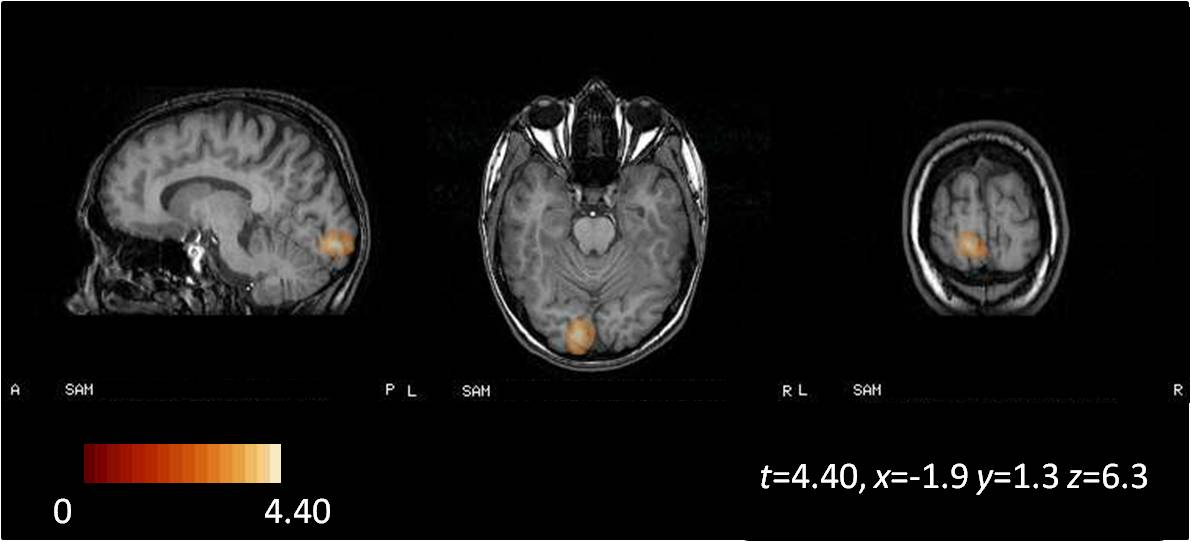 A SAM P L SAM R L SAM R
0 4.40
t=4.40, x=-1.9 y=1.3 z=6.3